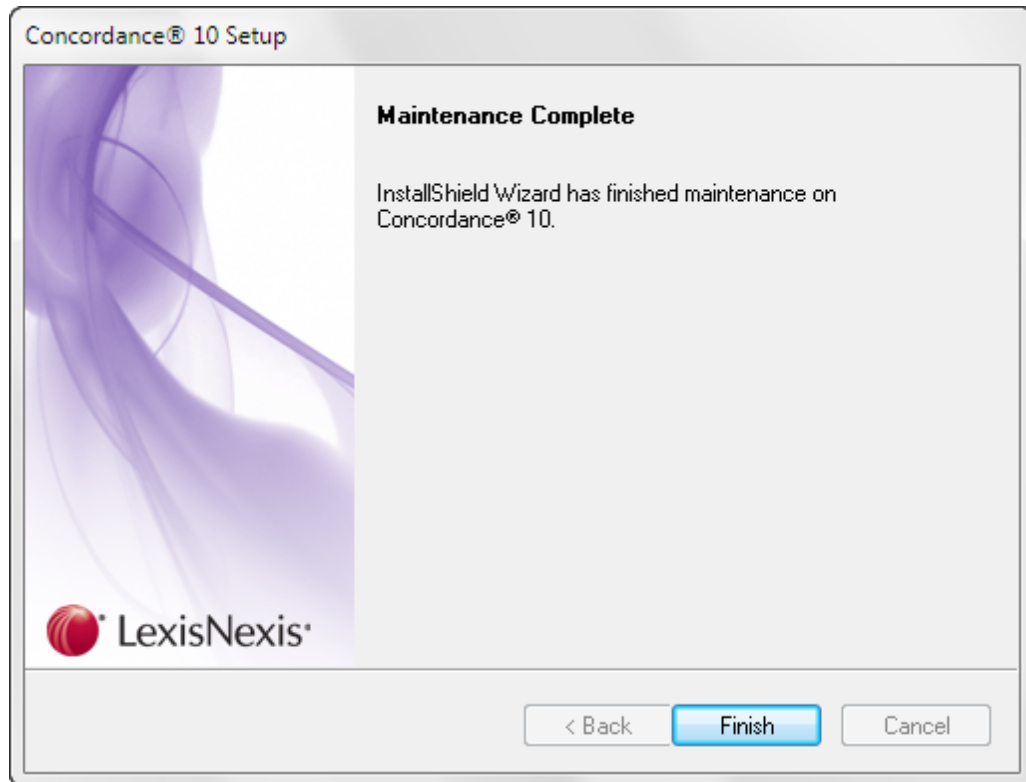 Concordance® 10 Setup
Maintenance Complete
InstallShield Wizard has finished maintenance on
Concordance® 10.
LexisNexis®
< Back
Finish
Cancel